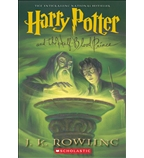 Harry Potter
and the Half-Blood Prince
J. K. ROWLING
SCHOLASTIC